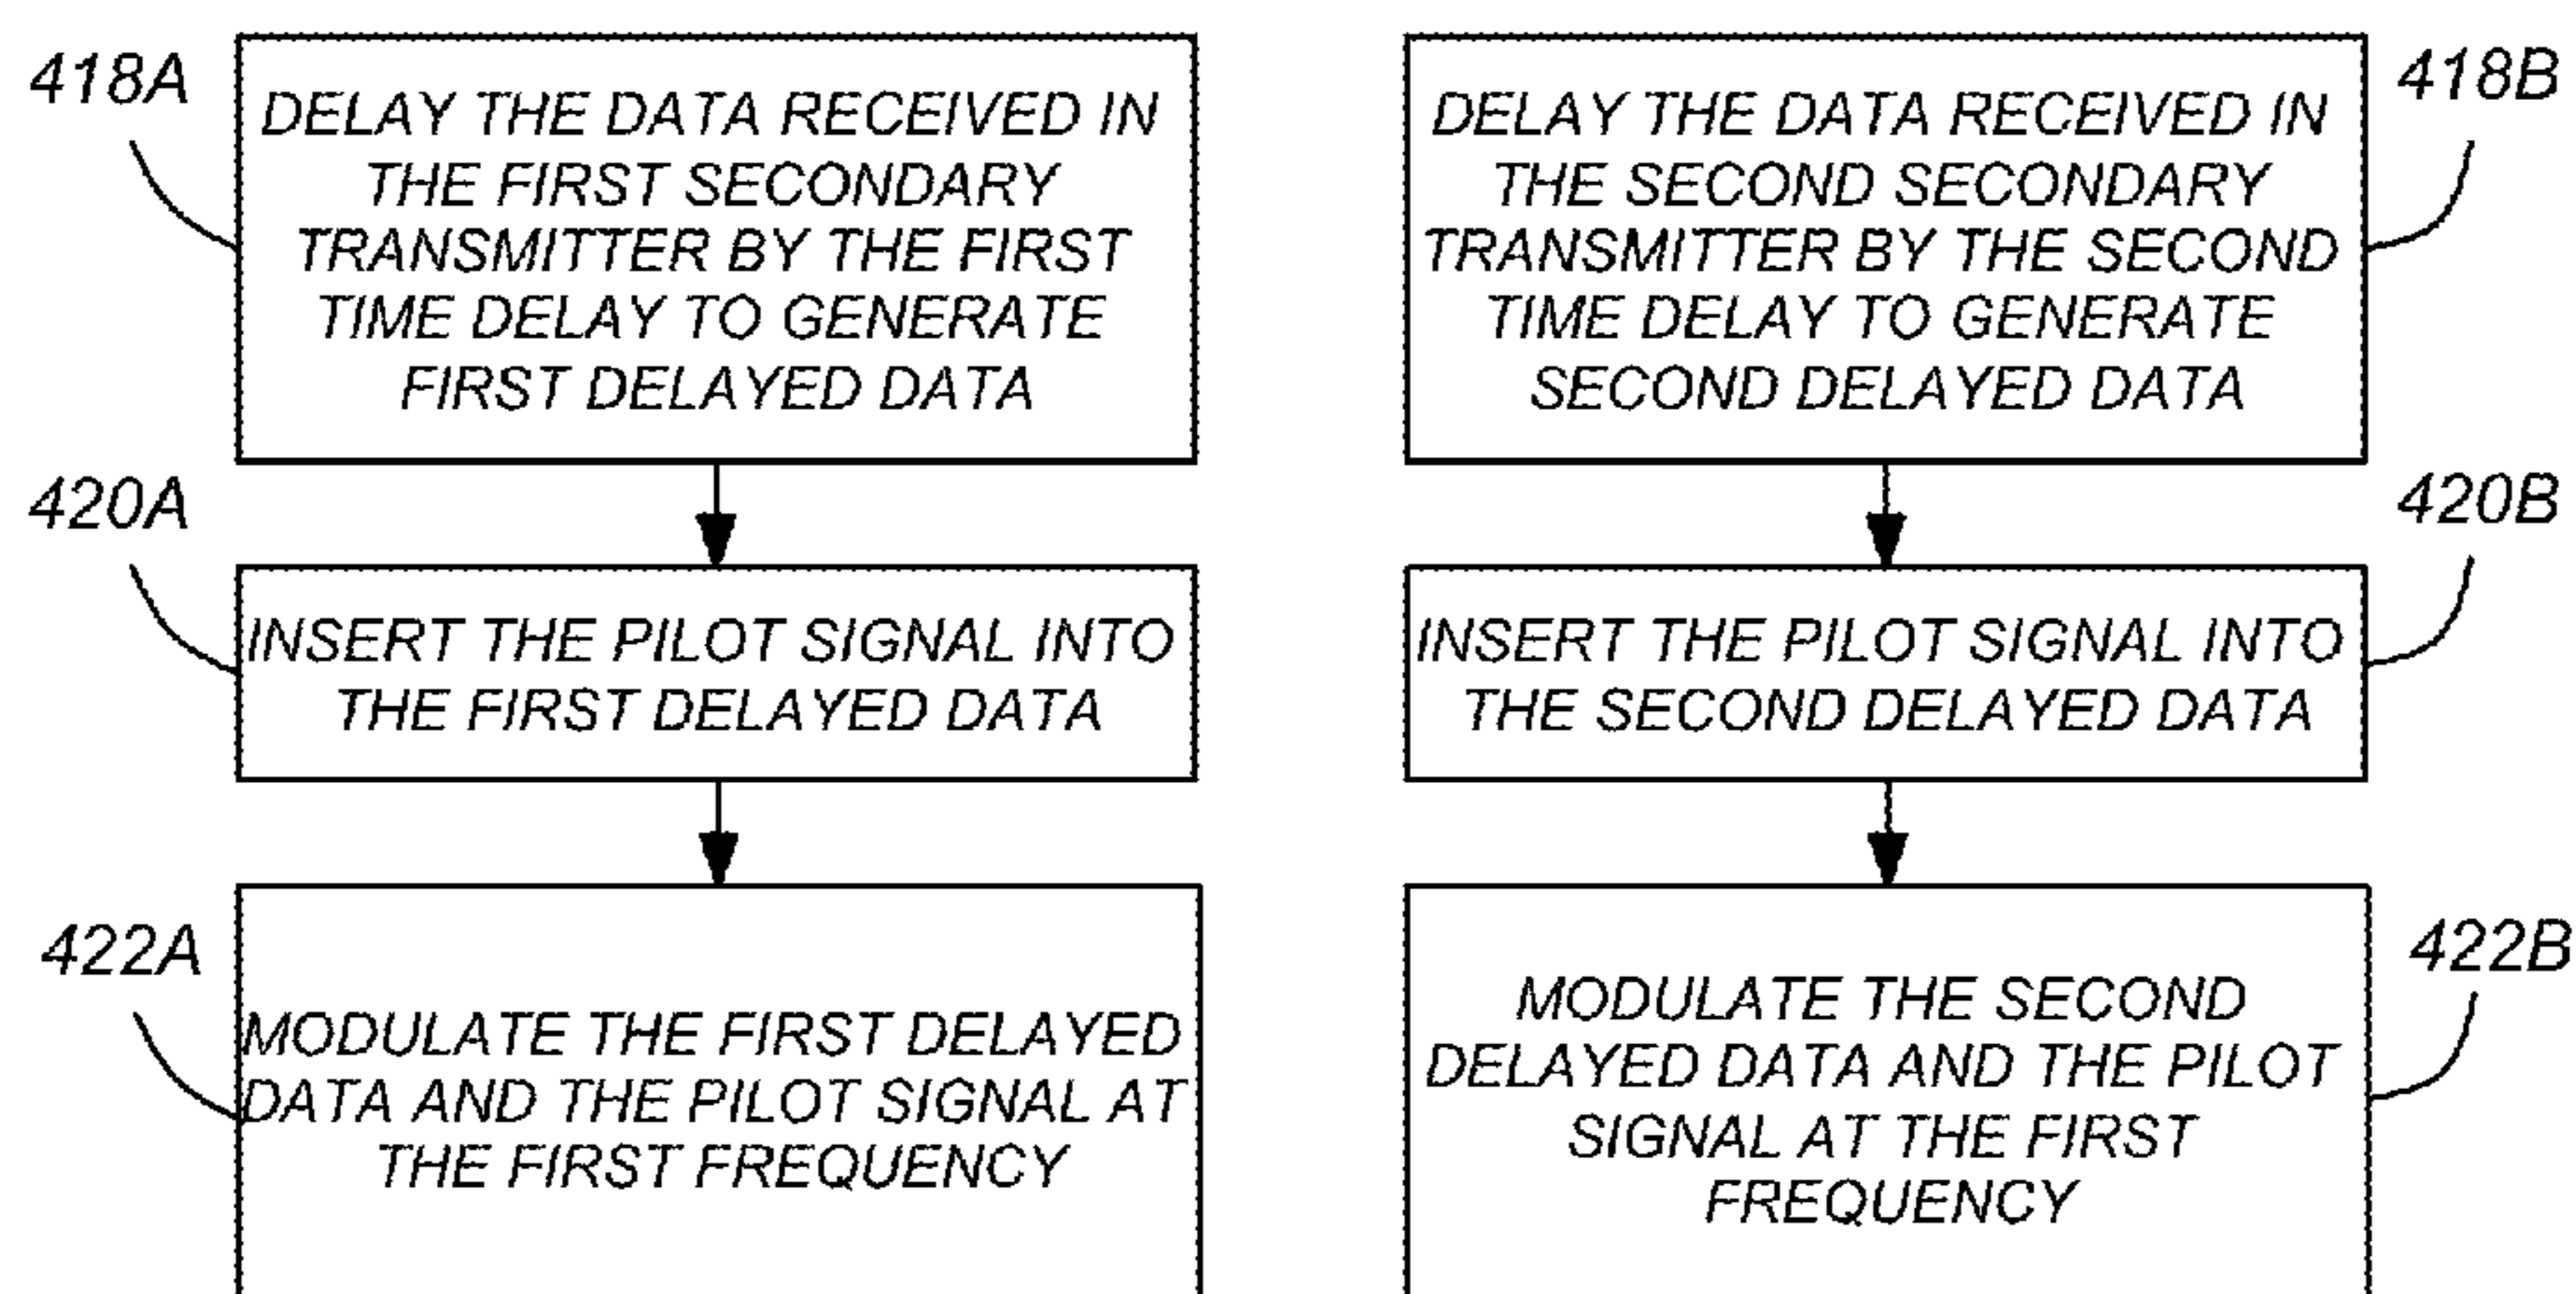 418A
DELAY THE DATA RECEIVED IN
THE FIRST SECONDARY
TRANSMITTER BY THE FIRST
TIME DELAY TO GENERATE
FIRST DELAYED DATA
418B
DELAY THE DATA RECEIVED IN
THE SECOND SECONDARY
TRANSMITTER BY THE SECOND
TIME DELAY TO GENERATE
SECOND DELAYED DATA
420A
INSERT THE PILOT SIGNAL INTO
THE FIRST DELAYED DATA
420B
INSERT THE PILOT SIGNAL INTO
THE SECOND DELAYED DATA
422A
MODULATE THE FIRST DELAYED
DATA AND THE PILOT SIGNAL AT
THE FIRST FREQUENCY
422B
MODULATE THE SECOND
DELAYED DATA AND THE PILOT
SIGNAL AT THE FIRST
FREQUENCY